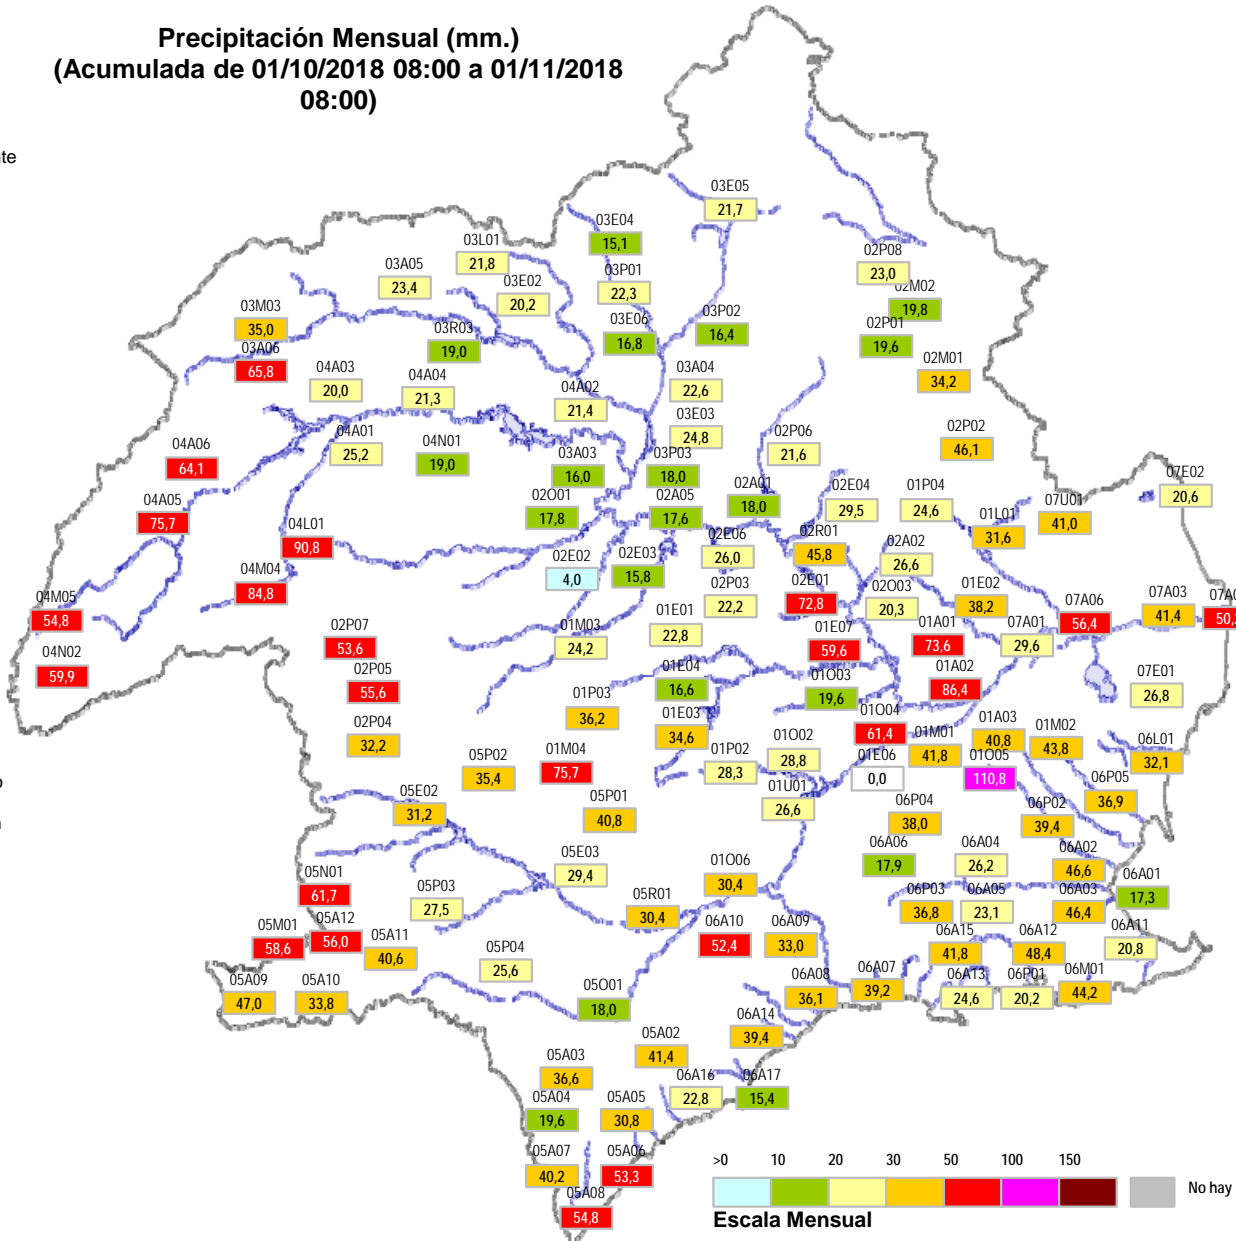 Precipitación Mensual (mm.)
(Acumulada de 01/10/2018 08:00 a 01/11/2018
08:00)
03E05
21,7
03E04
15,1
03L01
21,8
02P08
23,0
03A05
23,4
03P01
22,3
03E02
20,2
02M02
19,8
03M03
35,0
03P02
16,4
03E06
16,8
02P01
19,6
03R03
19,0
03A06
65,8
02M01
34,2
04A03
20,0
04A04
21,3
03A04
22,6
04A02
21,4
03E03
24,8
04A01
25,2
02P02
46,1
02P06
21,6
04A06
64,1
04N01
19,0
03A03
16,0
03P03
18,0
07E02
20,6
04A05
75,7
02O01
17,8
02A05
17,6
02A01
18,0
02E04
29,5
01P04
24,6
07U01
41,0
01L01
31,6
04L01
90,8
02R01
45,8
02E06
26,0
02A02
26,6
02E02
4,0
02E03
15,8
04M04
84,8
02P03
22,2
02E01
72,8
02O03
20,3
01E02
38,2
04M05
54,8
07A06
56,4
07A03
41,4
01E01
22,8
02P07
53,6
01M03
24,2
01E07
59,6
01A01
73,6
07A01
29,6
04N02
59,9
02P05
55,6
01E04
16,6
01O03
19,6
01A02
86,4
07E01
26,8
01P03
36,2
01E03
34,6
01O04
61,4
02P04
32,2
01M01
41,8
01A03
40,8
01M02
43,8
06L01
32,1
05P02
35,4
01M04
75,7
01P02
28,3
01O02
28,8
01E06
0,0
01O05
110,8
05E02
31,2
05P01
40,8
01U01
26,6
06P05
36,9
06P04
38,0
06P02
39,4
05E03
29,4
06A06
17,9
06A04
26,2
06A02
46,6
06A01
17,3
05N01
61,7
01O06
30,4
05P03
27,5
05R01
30,4
06P03
36,8
06A05
23,1
06A03
46,4
05M01
58,6
05A12
56,0
05A11
40,6
06A10
52,4
06A09
33,0
06A15
41,8
06A12
48,4
06A11
20,8
05P04
25,6
05A09
47,0
05A10
33,8
05O01
18,0
06A08
36,1
06A07
39,2
06A13
24,6
06P01
20,2
06M01
44,2
06A14
39,4
05A02
41,4
05A03
36,6
06A16
22,8
06A17
15,4
05A04
19,6
05A05
30,8
05A07
40,2
05A06
53,3
05A08
54,8
>0 10 20 30 50 100 150
No hay
Escala Mensual